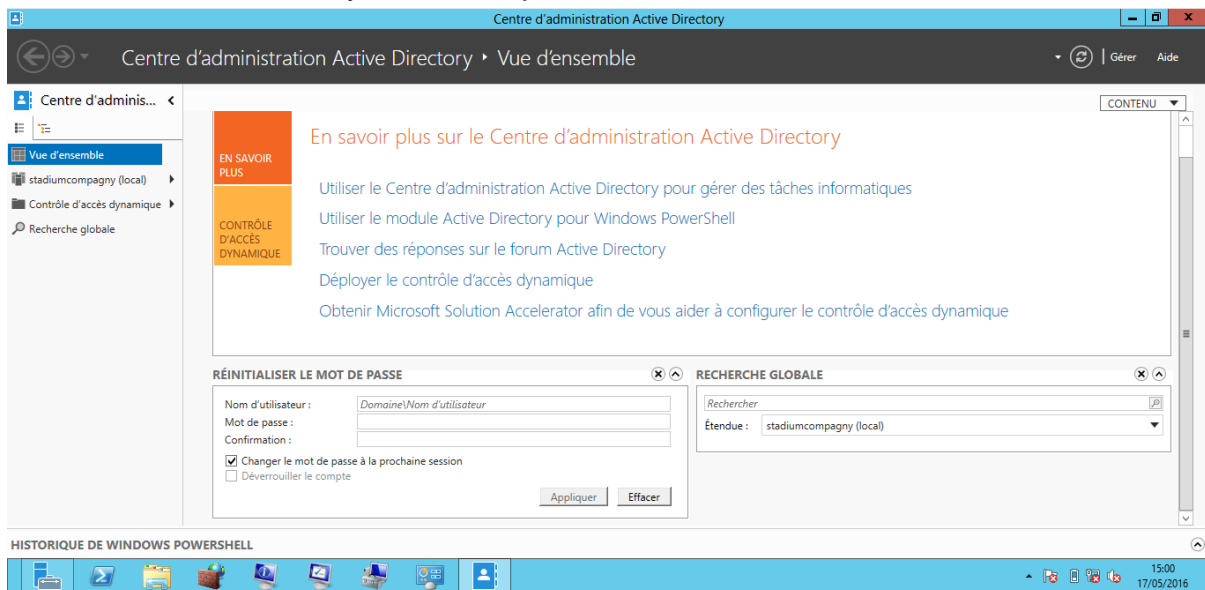 Centre d'administration Active Directory
Centre d'administration Active Directory ‣ Vue d'ensemble
Gérer Aide
Centre d'adminis...
CONTENU
Vue d'ensemble
stadiumcompagny (local)
Contrôle d'accès dynamique
Recherche globale
EN SAVOIR
PLUS
CONTRÔLE
D'ACCÈS
DYNAMIQUE
En savoir plus sur le Centre d'administration Active Directory
Utiliser le Centre d'administration Active Directory pour gérer des tâches informatiques
Utiliser le module Active Directory pour Windows PowerShell
Trouver des réponses sur le forum Active Directory
Déployer le contrôle d'accès dynamique
Obtenir Microsoft Solution Accelerator afin de vous aider à configurer le contrôle d'accès dynamique
RÉINITIALISER LE MOT DE PASSE
Nom d'utilisateur : Domaine\Nom d'utilisateur
Mot de passe :
Confirmation :
Changer le mot de passe à la prochaine session
Déverrouiller le compte
Appliquer Effacer
RECHERCHE GLOBALE
Rechercher
Étendue : stadiumcompagny (local)
HISTORIQUE DE WINDOWS POWERSHELL
15:00
17/05/2016